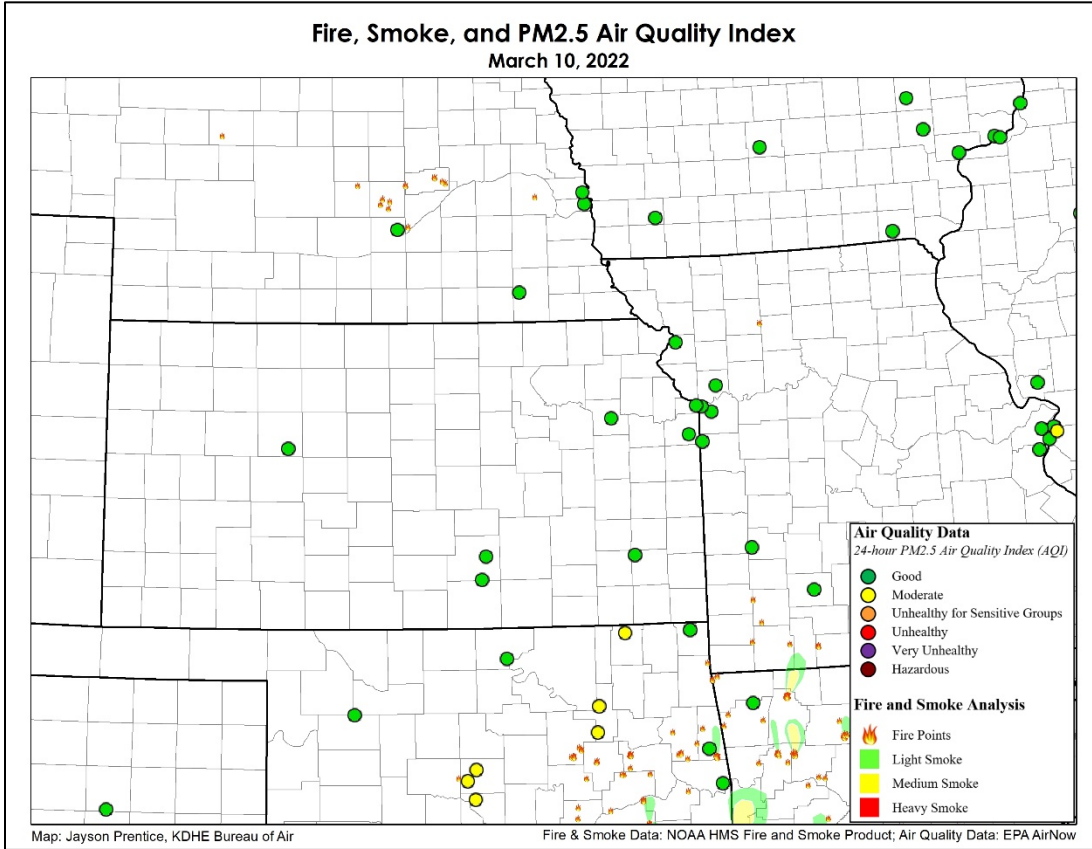 Fire, Smoke, and PM2.5 Air Quality Index
March 10, 2022
Air Quality Data
24-hour PM2.5 Air Quality Index (AQI)
Good
Moderate
Unhealthy for Sensitive Groups
Unhealthy
Very Unhealthy
Hazardous
Fire and Smoke Analysis
Fire Points
Light Smoke
Medium Smoke
Heavy Smoke
Map: Jayson Prentice, KDHE Bureau of Air
Fire & Smoke Data: NOAA HMS Fire and Smoke Product; Air Quality Data: EPA AirNow